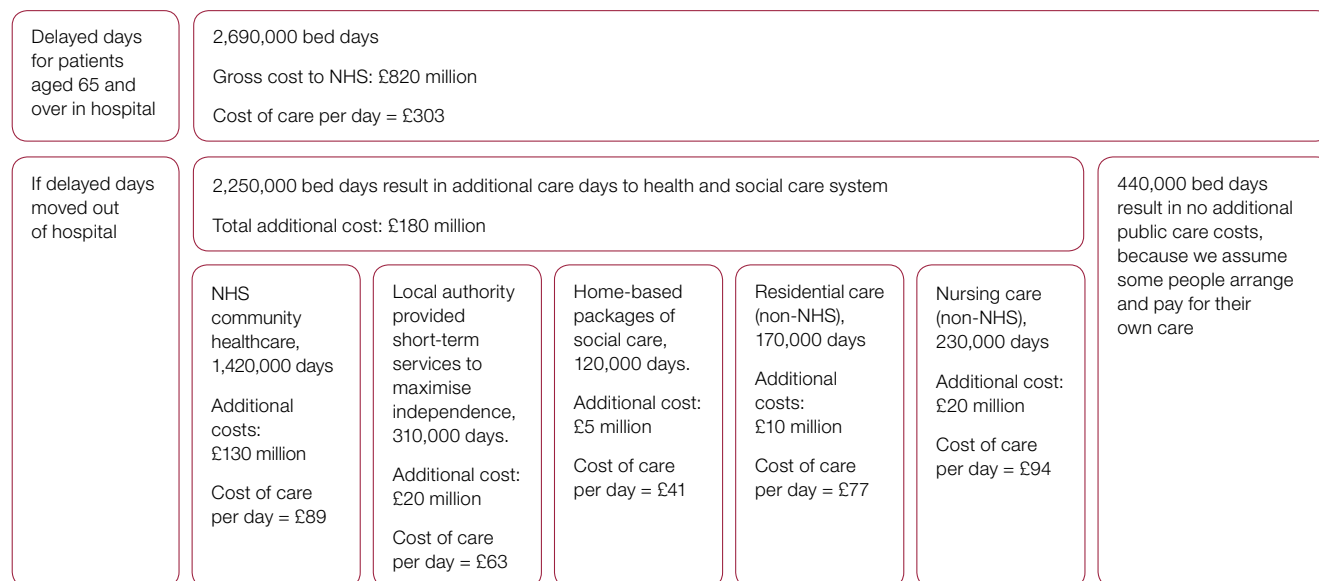 Delayed days
for patients
aged 65 and
over in hospital
2,690,000 bed days
Gross cost to NHS: £820 million
Cost of care per day = £303
If delayed days
moved out
of hospital
2,250,000 bed days result in additional care days to health and social care system
Total additional cost: £180 million
440,000 bed days
result in no additional
public care costs,
because we assume
some people arrange
and pay for their
own care
NHS
community
healthcare,
1,420,000 days
Additional
costs:
£130 million
Cost of care
per day = £89
Local authority
provided
short-term
services to
maximise
independence,
310,000 days.
Additional cost:
£20 million
Cost of care
per day = £63
Home-based
packages of
social care,
120,000 days.
Additional cost:
£5 million
Cost of care
per day = £41
Residential care
(non-NHS),
170,000 days
Additional
costs:
£10 million
Cost of care
per day = £77
Nursing care
(non-NHS),
230,000 days
Additional cost:
£20 million
Cost of care
per day = £94